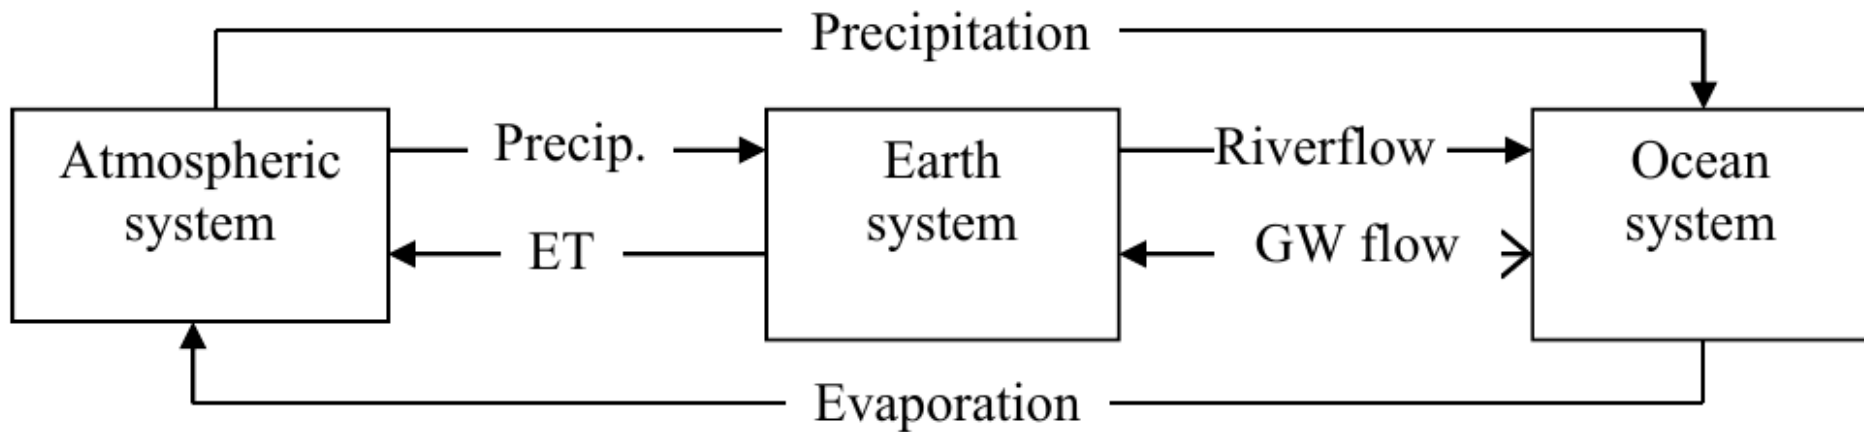 Precipitation
Atmospheric
system
Precip.
ET
Earth
system
Riverflow
GW flow
Ocean
system
Evaporation